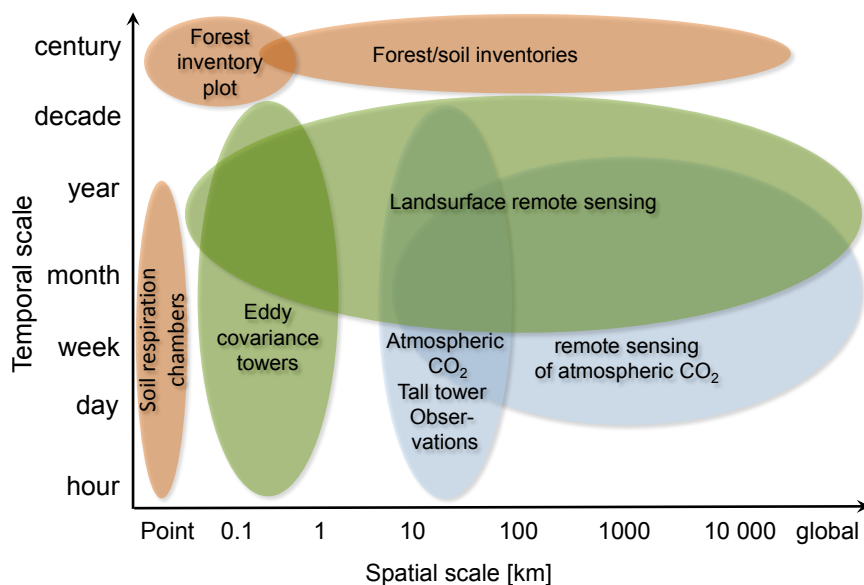 Temporal scale
century
decade
year
month
week
day
hour
Forest
inventory
plot
Forest/soil inventories
Landsurface remote sensing
Soil respiration
chambers
Eddy
covariance
towers
Atmospheric
CO₂
Tall tower
Obser-
vations
remote sensing
of atmospheric CO₂
Point 0.1 1 10 100 1000 10 000 global
Spatial scale [km]